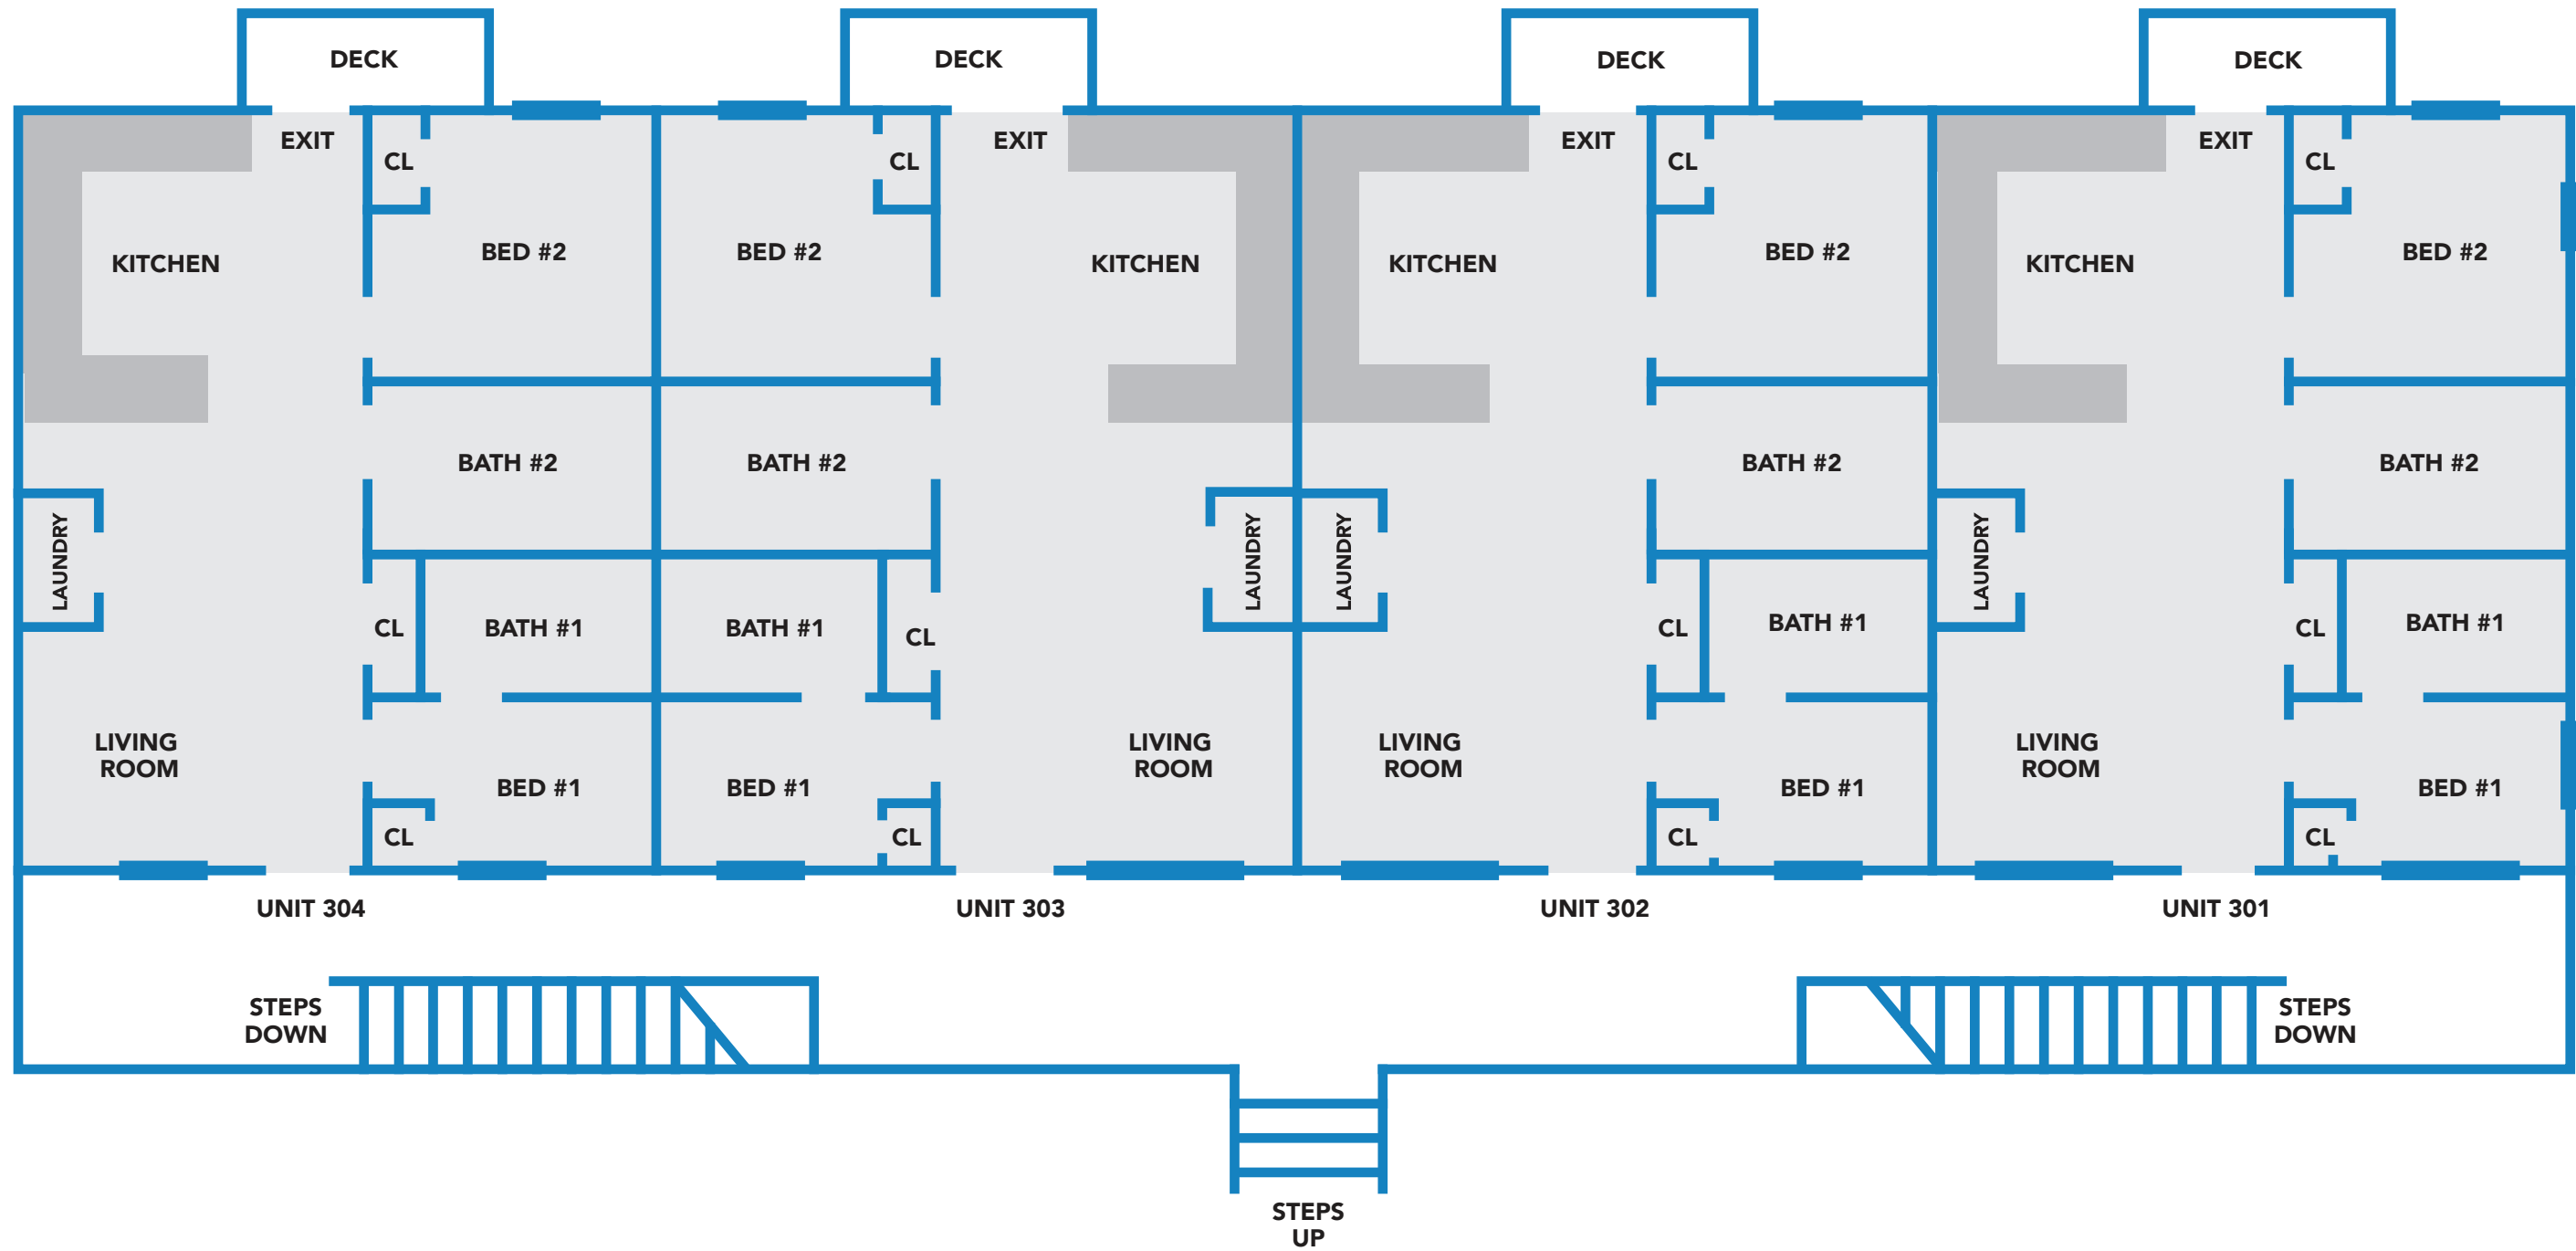 DECK
DECK
DECK
DECK
EXIT
EXIT
EXIT
EXIT
CL
CL
CL
CL
BED #2
BED #2
BED #2
BED #2
KITCHEN
KITCHEN
KITCHEN
KITCHEN
BATH #2
BATH #2
BATH #2
BATH #2
LAUNDRY
LAUNDRY
LAUNDRY
LAUNDRY
CL
BATH #1
BATH #1
CL
CL
BATH #1
CL
BATH #1
LIVING
ROOM
LIVING
ROOM
LIVING
ROOM
LIVING
ROOM
BED #1
BED #1
BED #1
BED #1
CL
CL
CL
CL
UNIT 304
UNIT 303
UNIT 302
UNIT 301
STEPS
DOWN
STEPS
DOWN
STEPS
UP